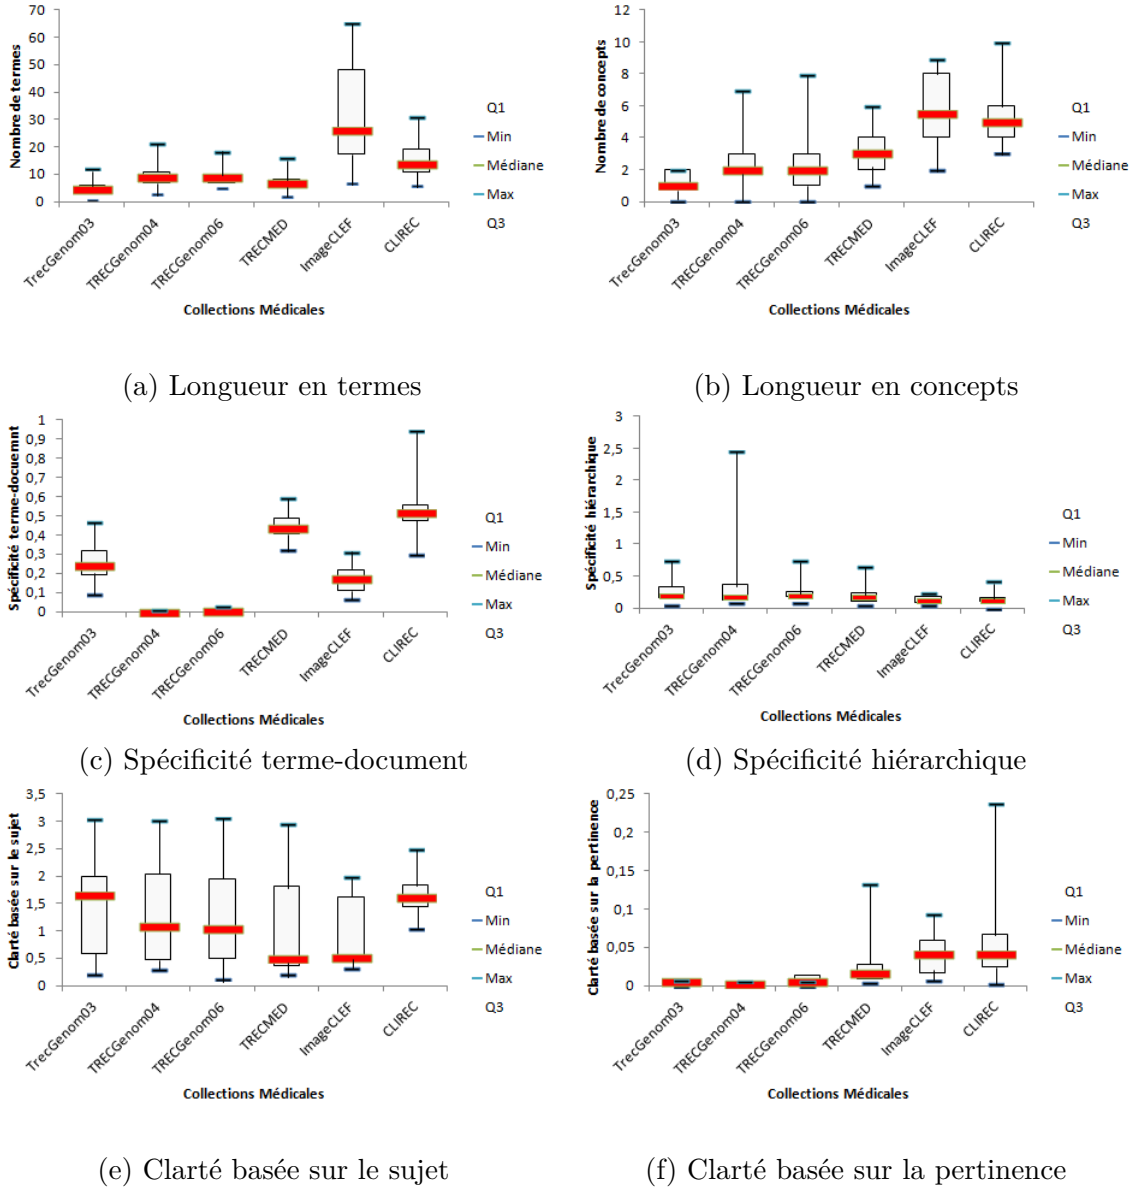 70
60
50
40
30
20
10
0
Nombre de termes
TrecGenom03
TRECGenom04
TRECGenom06
TRECMED
ImageCLEF
CLIREC
Collections Médicales
Q1
Min
Médiane
Max
Q3
(a) Longueur en termes
12
10
8
6
4
2
0
Nombre de concepts
TrecGenom03
TRECGenom04
TRECGenom06
TRECMED
ImageCLEF
CLIREC
Collections Médicales
Q1
Min
Médiane
Max
Q3
(b) Longueur en concepts
1
0,9
0,8
0,7
0,6
0,5
0,4
0,3
0,2
0,1
0
Spécificité terme-docuemnt
TrecGenom03
TRECGenom04
TRECGenom06
TRECMED
ImageCLEF
CLIREC
Collections Médicales
Q1
Min
Médiane
Max
Q3
(c) Spécificité terme-document
3
2,5
2
1,5
1
0,5
0
Spécificité hiérarchique
TrecGenom03
TRECGenom04
TRECGenom06
TRECMED
ImageCLEF
CLIREC
Collections Médicales
Q1
Min
Médiane
Max
Q3
(d) Spécificité hiérarchique
3,5
3
2,5
2
1,5
1
0,5
0
Clarté basée sur le sujet
TrecGenom03
TRECGenom04
TRECGenom06
TRECMED
ImageCLEF
CLIREC
Collections Médicales
Q1
Min
Médiane
Max
Q3
(e) Clarté basée sur le sujet
0,25
0,2
0,15
0,1
0,05
0
Clarté basée sur la pertinence
TrecGenom03
TRECGenom04
TRECGenom06
TRECMED
ImageCLEF
CLIREC
Collections Médicales
Q1
Min
Médiane
Max
Q3
(f) Clarté basée sur la pertinence